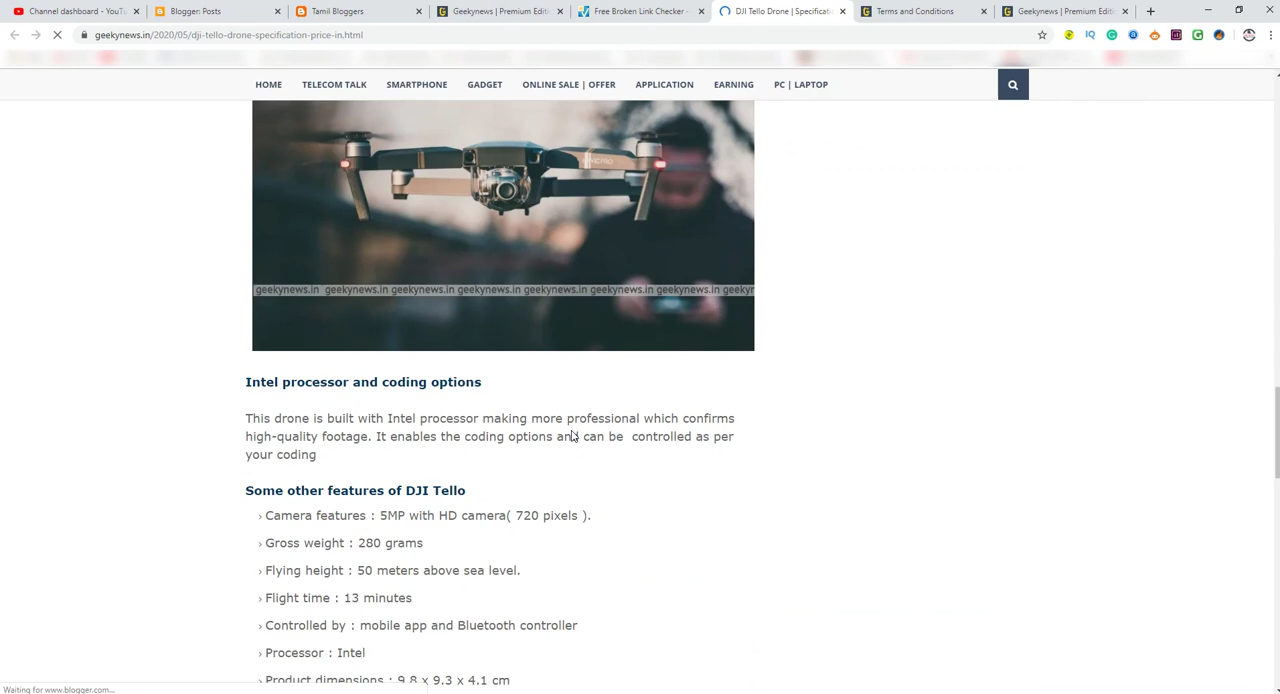 Channel dashboard - YouTu
Blogger: Posts
Tamil Bloggers
Geekynews | Premium Editi
Free Broken Link Checker -
DJI Tello Drone | Specificatio
Terms and Conditions
Geekynews | Premium Editi
geekynews.in/2020/05/dji-tello-drone-specification-price-in.html
HOME TELECOM TALK SMARTPHONE GADGET ONLINE SALE | OFFER APPLICATION EARNING PC | LAPTOP
geekynews.in geekynews.in geekynews.in geekynews.in geekynews.in geekynews.in geekynews.in geekyn
Intel processor and coding options
This drone is built with Intel processor making more professional which confirms
high-quality footage. It enables the coding options and can be controlled as per
your coding
Some other features of DJI Tello
› Camera features : 5MP with HD camera( 720 pixels ).
› Gross weight : 280 grams
› Flying height : 50 meters above sea level.
› Flight time : 13 minutes
› Controlled by : mobile app and Bluetooth controller
› Processor : Intel
› Product dimensions : 9.8 x 9.3 x 4.1 cm
Waiting for www.blogger.com...